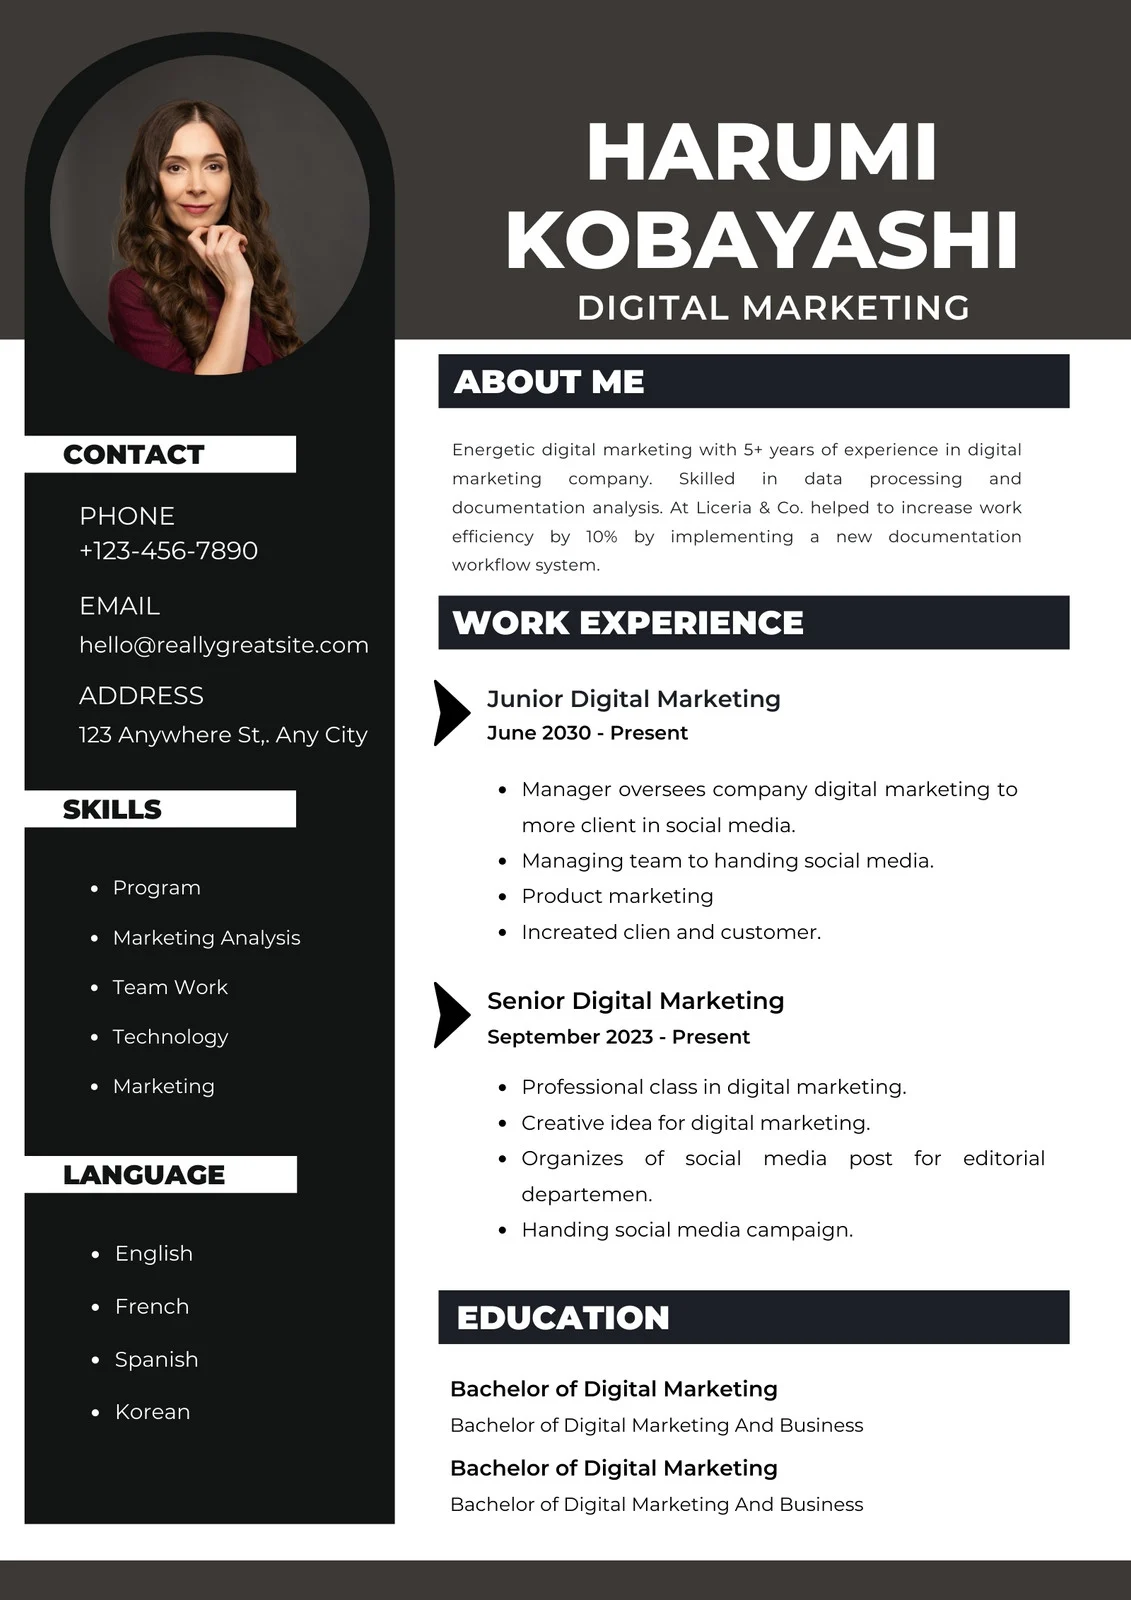 HARUMI
KOBAYASHI
DIGITAL MARKETING
CONTACT
PHONE
+123-456-7890
EMAIL
hello@reallygreatsite.com
ADDRESS
123 Anywhere St,. Any City
SKILLS
Program
Marketing Analysis
Team Work
Technology
Marketing
LANGUAGE
English
French
Spanish
Korean
ABOUT ME
Energetic digital marketing with 5+ years of experience in digital
marketing company. Skilled in data processing and
documentation analysis. At Liceria & Co. helped to increase work
efficiency by 10% by implementing a new documentation
workflow system.
WORK EXPERIENCE
Junior Digital Marketing
June 2030 - Present
Manager oversees company digital marketing to
more client in social media.
Managing team to handing social media.
Product marketing
Increated clien and customer.
Senior Digital Marketing
September 2023 - Present
Professional class in digital marketing.
Creative idea for digital marketing.
Organizes of social media post for editorial
departemen.
Handing social media campaign.
EDUCATION
Bachelor of Digital Marketing
Bachelor of Digital Marketing And Business
Bachelor of Digital Marketing
Bachelor of Digital Marketing And Business